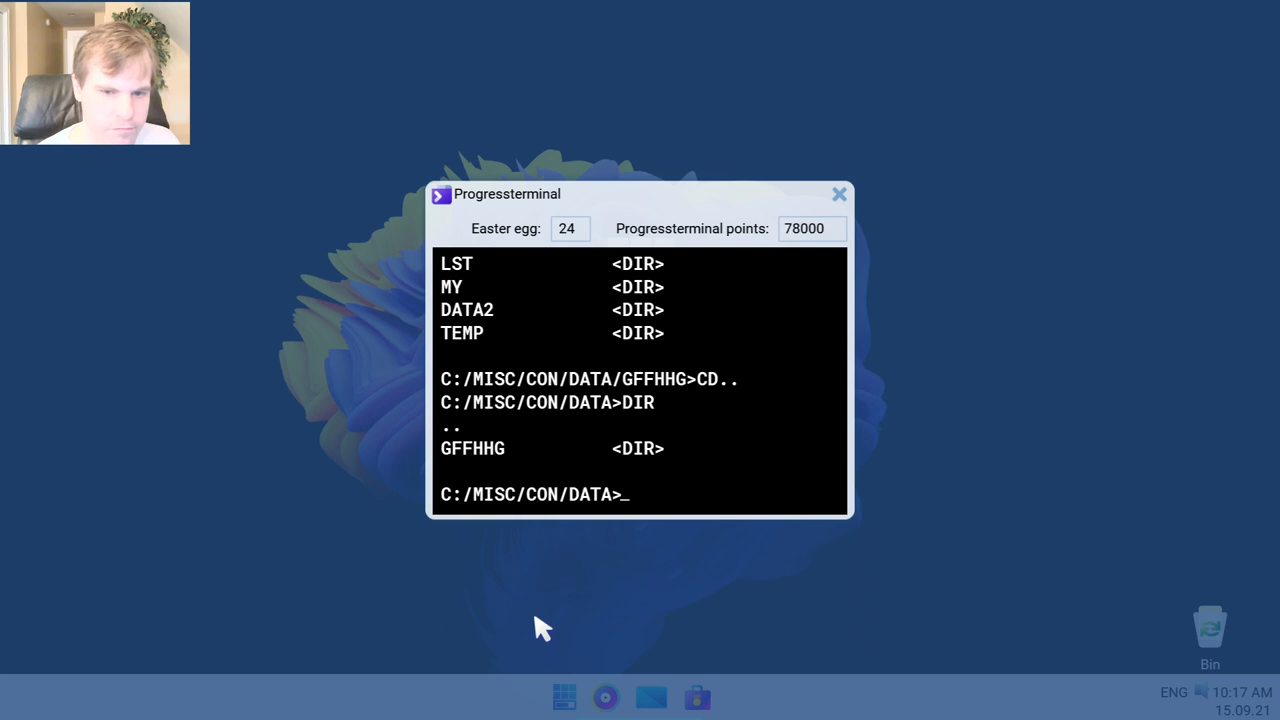 Progressterminal
Easter egg: 24 Progressterminal points: 78000
LST <DIR>
MY <DIR>
DATA2 <DIR>
TEMP <DIR>
C:/MISC/CON/DATA/GFFHHG>CD..
C:/MISC/CON/DATA>DIR
..
GFFHHG <DIR>
C:/MISC/CON/DATA>_
Bin
ENG 10:17 AM
15.09.21